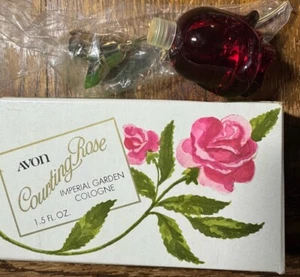 AVON
Courting Rose
IMPERIAL GARDEN
COLOGNE
1.5 FL. OZ.